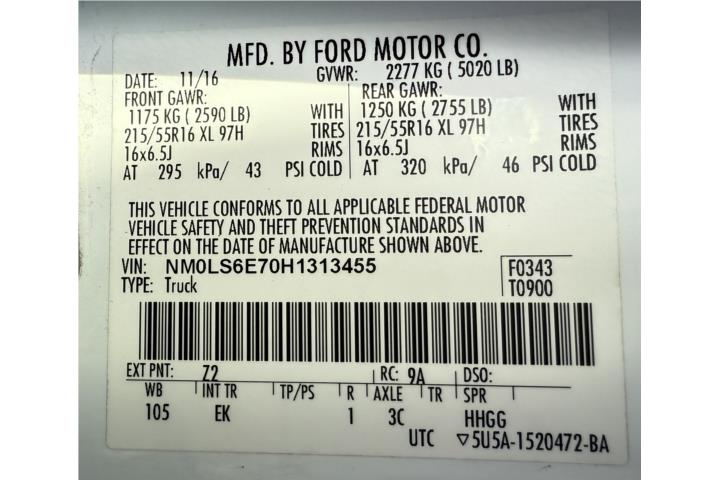 MFD. BY FORD MOTOR CO.
DATE: 11/16 GVWR: 2277 KG ( 5020 LB)
FRONT GAWR: REAR GAWR:
1175 KG ( 2590 LB) WITH 1250 KG ( 2755 LB) WITH
215/55R16 XL 97H TIRES 215/55R16 XL 97H TIRES
16x6.5J RIMS 16x6.5J RIMS
AT 295 kPa/ 43 PSI COLD AT 320 kPa/ 46 PSI COLD
THIS VEHICLE CONFORMS TO ALL APPLICABLE FEDERAL MOTOR
VEHICLE SAFETY AND THEFT PREVENTION STANDARDS IN
EFFECT ON THE DATE OF MANUFACTURE SHOWN ABOVE.
VIN: NM0LS6E70H1313455 F0343
TYPE: Truck T0900
EXT PNT: Z2 RC: 9A DSO:
WB INT TR TP/PS R AXLE TR SPR
105 EK 1 3C HHGG
UTC ▽5U5A-1520472-BA